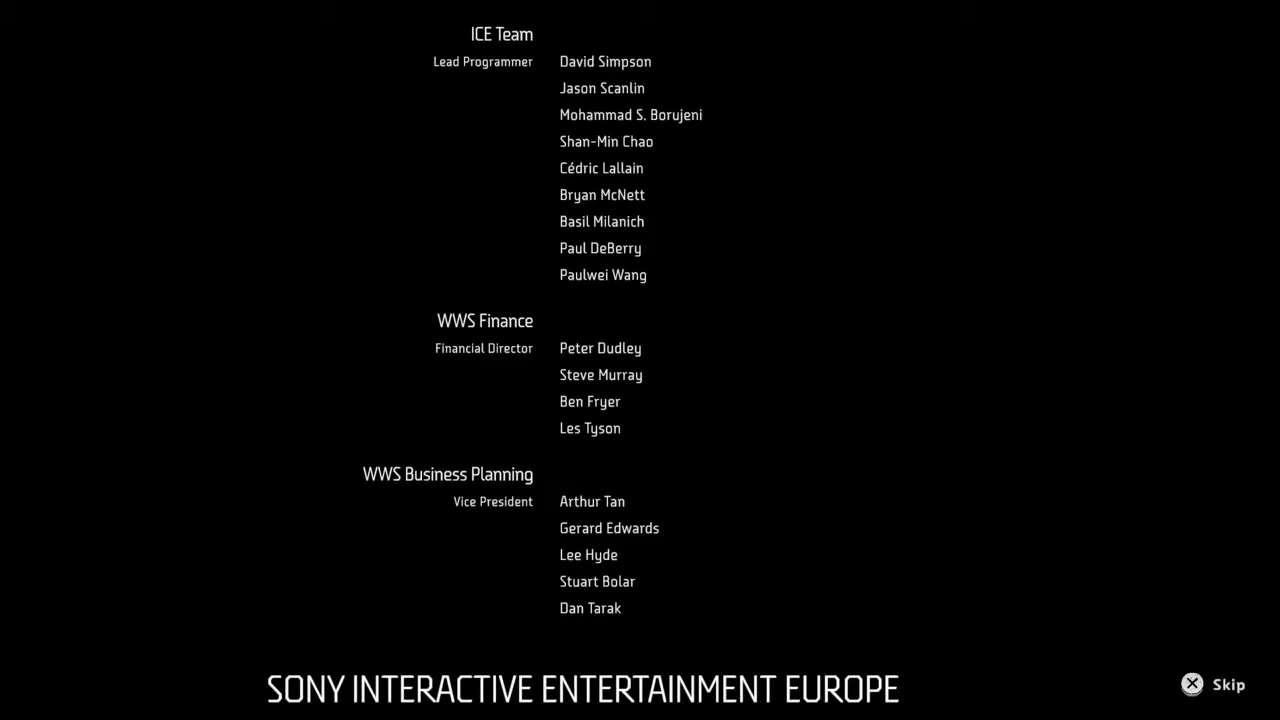 ICE Team
Lead Programmer David Simpson
Jason Scanlin
Mohammad S. Borujeni
Shan-Min Chao
Cédric Lallain
Bryan McNett
Basil Milanich
Paul DeBerry
Paulwei Wang
WWS Finance
Financial Director Peter Dudley
Steve Murray
Ben Fryer
Les Tyson
WWS Business Planning
Vice President Arthur Tan
Gerard Edwards
Lee Hyde
Stuart Bolar
Dan Tarak
SONY INTERACTIVE ENTERTAINMENT EUROPE
Skip